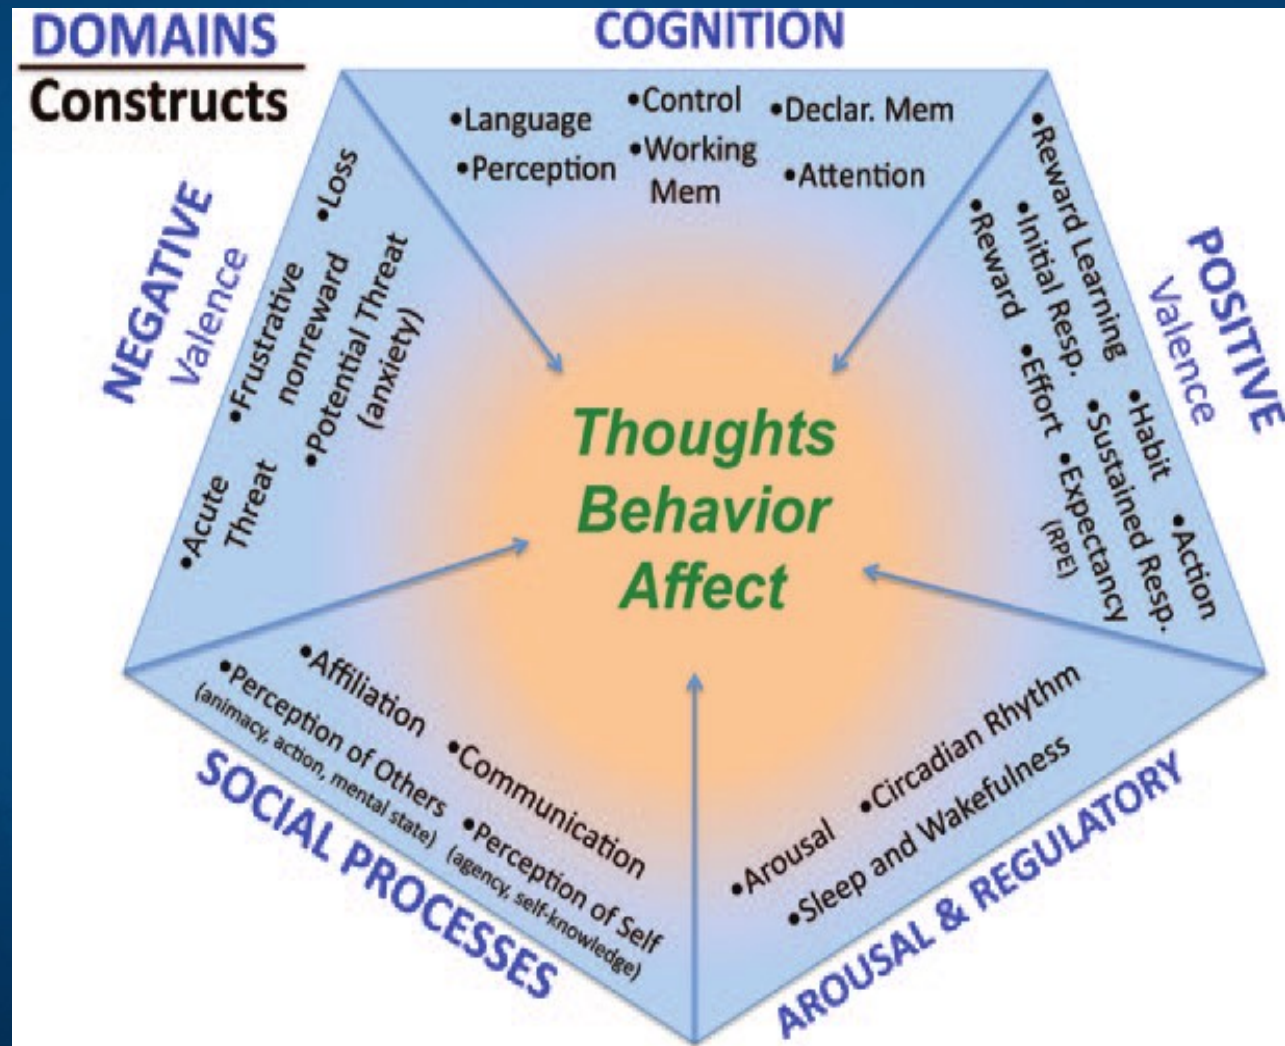 DOMAINS
Constructs
COGNITION
•Language
•Perception
•Control
•Working
Mem
•Declar. Mem
•Attention
NEGATIVE
Valence
•Loss
•Frustrative
nonreward
•Potential Threat
(anxiety)
•Acute
Threat
POSITIVE
Valence
•Reward Learning
•Initial Resp.
•Reward
•Effort
•Habit
•Sustained Resp.
•Expectancy
(RPE)
•Action
Thoughts
Behavior
Affect
SOCIAL PROCESSES
•Affiliation
•Perception of Others
(animacy, action, mental state)
•Communication
•Perception of Self
(agency, self-knowledge)
AROUSAL & REGULATORY
•Circadian Rhythm
•Arousal
•Sleep and Wakefulness